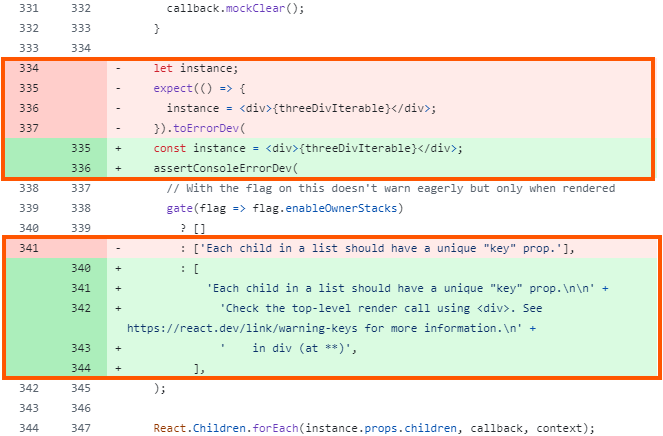 331 332 callback.mockClear();
332 333 }
333 334
334 - let instance;
335 - expect(() => {
336 - instance = <div>{threeDivIterable}</div>;
337 - }).toErrorDev(
335 + const instance = <div>{threeDivIterable}</div>;
336 + assertConsoleErrorDev(
338 337 // With the flag on this doesn't warn eagerly but only when rendered
339 338 gate(flag => flag.enableOwnerStacks)
340 339 ? []
341 - : ['Each child in a list should have a unique "key" prop.'],
340 + : [
341 + 'Each child in a list should have a unique "key" prop.\n\n' +
342 + 'Check the top-level render call using <div>. See
https://react.dev/link/warning-keys for more information.\n' +
343 + '    in div (at **)',
344 + ],
342 345 );
343 346
344 347 React.Children.forEach(instance.props.children, callback, context);